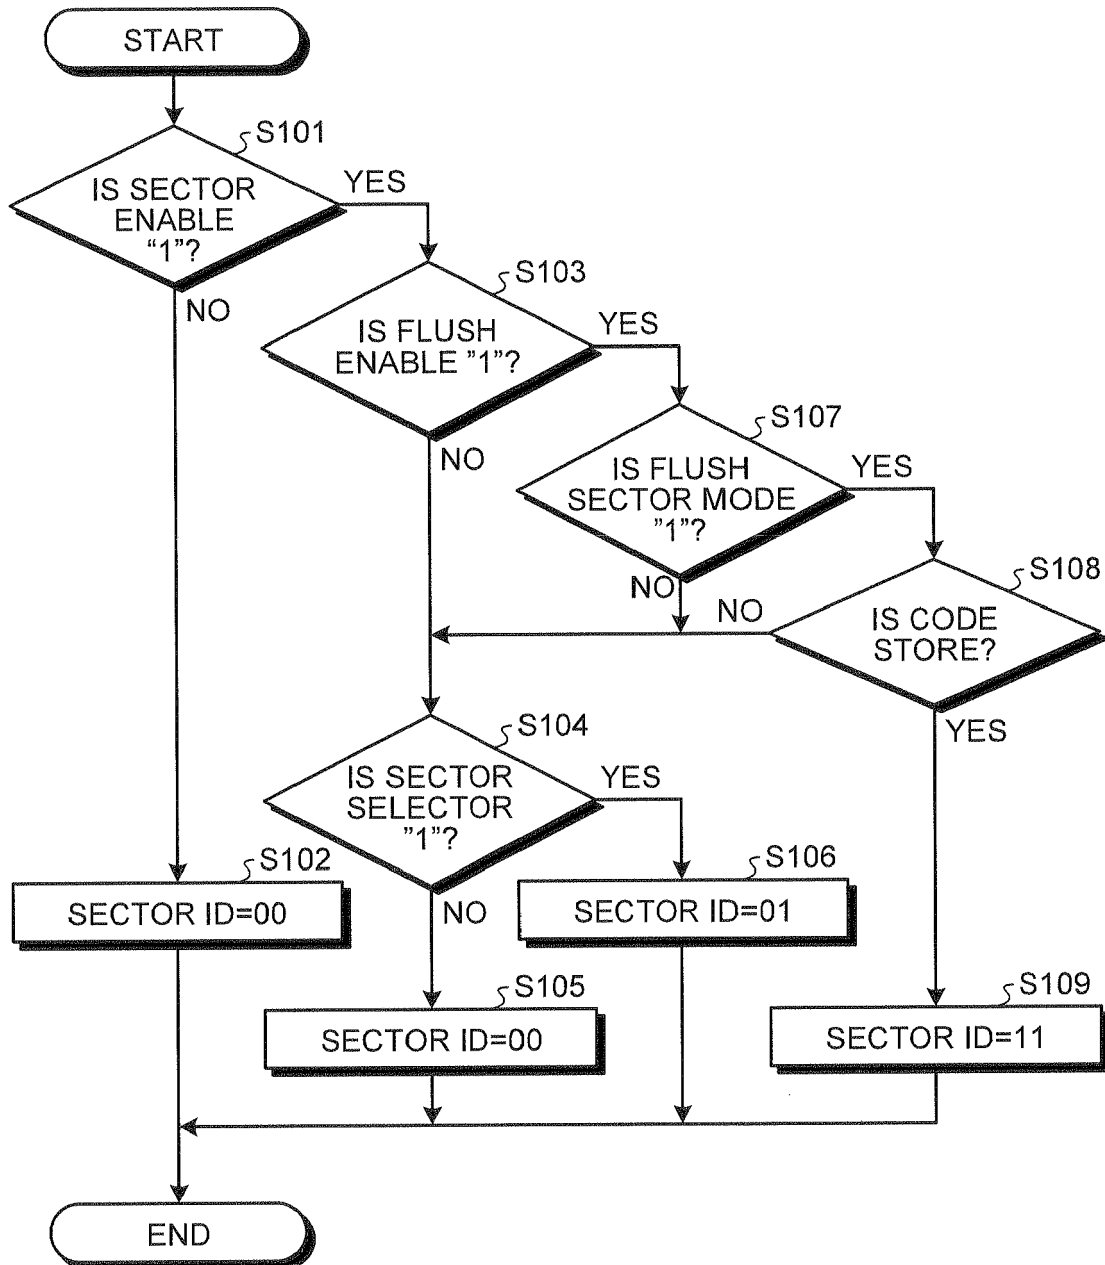 START
S101
IS SECTOR
ENABLE
“1”?
YES
NO
S103
IS FLUSH
ENABLE ”1”?
YES
NO
S107
IS FLUSH
SECTOR MODE
”1”?
YES
NO
S108
IS CODE
STORE?
NO
YES
S104
IS SECTOR
SELECTOR
”1”?
YES
NO
S102
SECTOR ID=00
S106
SECTOR ID=01
S105
SECTOR ID=00
S109
SECTOR ID=11
END